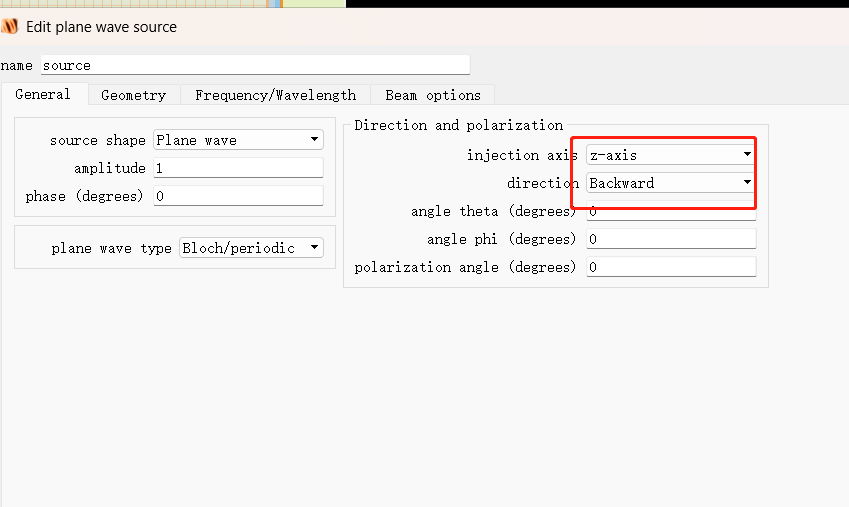 Edit plane wave source
name source
General Geometry Frequency/Wavelength Beam options
source shape Plane wave
amplitude 1
phase (degrees) 0
plane wave type Bloch/periodic
Direction and polarization
injection axis z-axis
direction Backward
angle theta (degrees) 0
angle phi (degrees) 0
polarization angle (degrees) 0